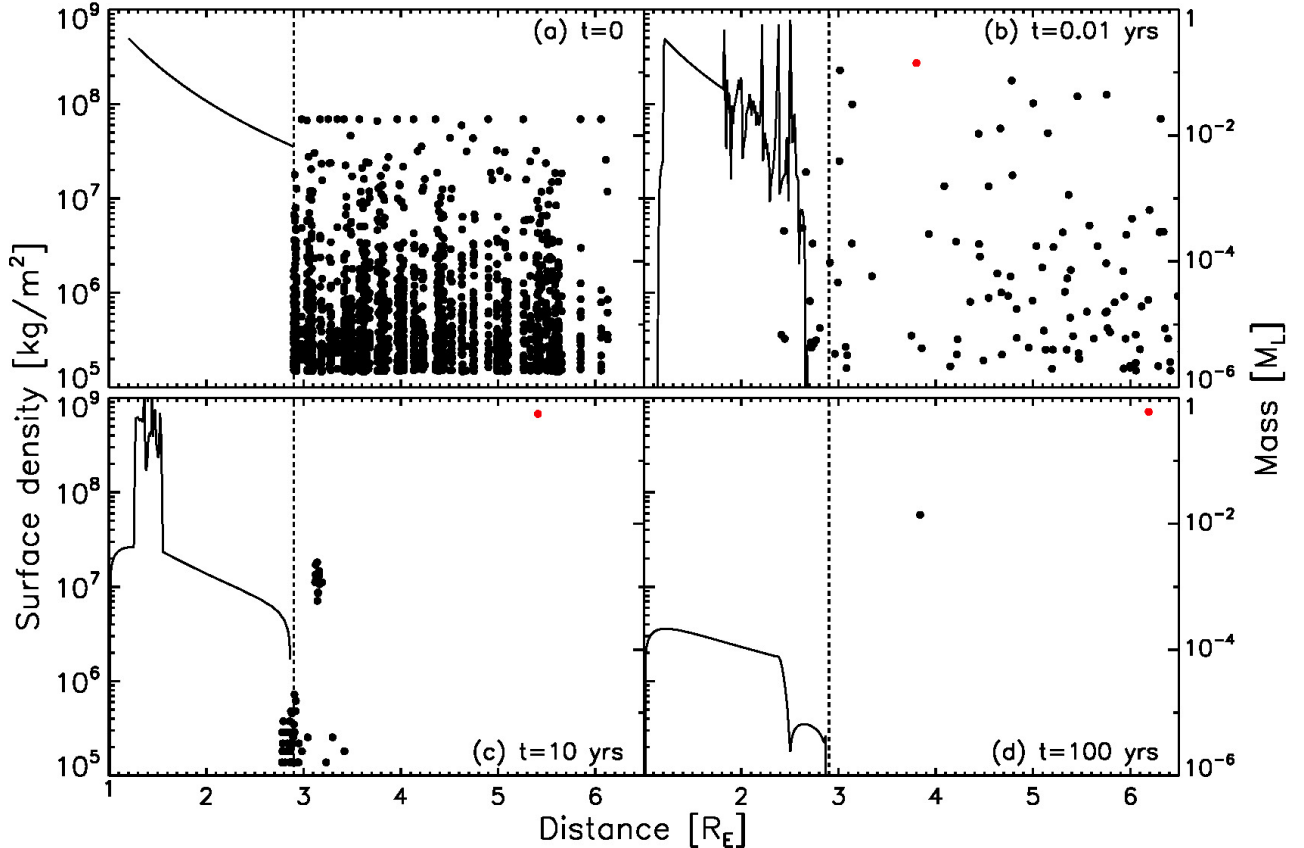 10⁹
10⁸
10⁷
10⁶
10⁵
(a) t=0
(b) t=0.01 yrs
1
10⁻²
10⁻⁴
10⁻⁶
10⁹
10⁸
10⁷
10⁶
10⁵
(c) t=10 yrs
(d) t=100 yrs
1
10⁻²
10⁻⁴
10⁻⁶
1 2 3 4 5 6
2 3 4 5 6
Distance [R_E]
Surface density [kg/m²]
Mass [M_L]